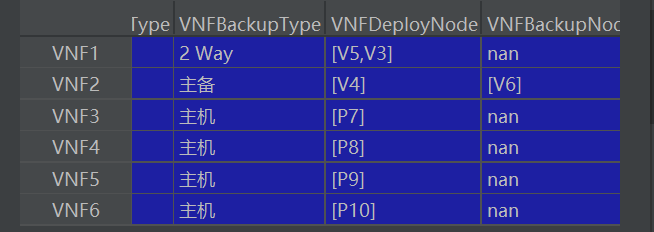 Type VNFBackupType VNFDeployNode VNFBackupNod
VNF1 2 Way [V5,V3] nan
VNF2 主备 [V4] [V6]
VNF3 主机 [P7] nan
VNF4 主机 [P8] nan
VNF5 主机 [P9] nan
VNF6 主机 [P10] nan